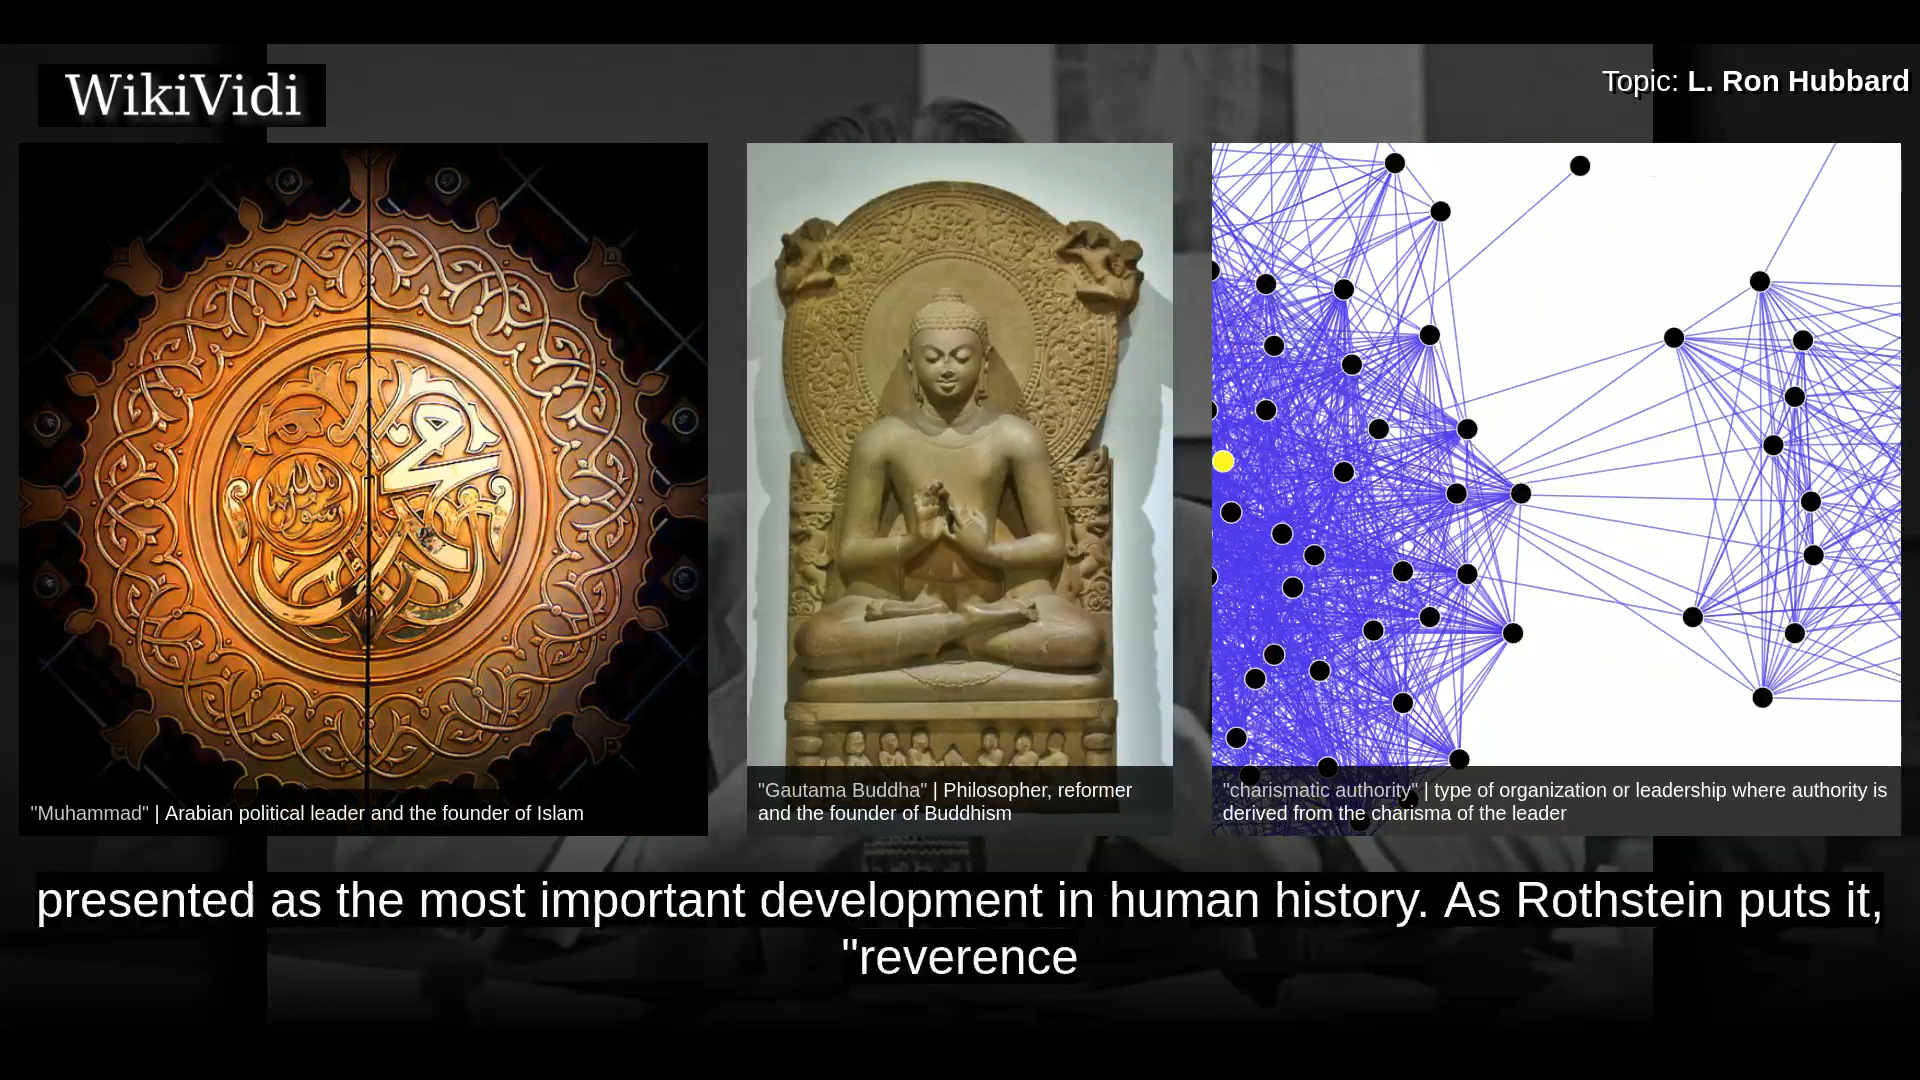 WikiVidi
Topic: L. Ron Hubbard
"Muhammad" | Arabian political leader and the founder of Islam
"Gautama Buddha" | Philosopher, reformer
and the founder of Buddhism
"charismatic authority" | type of organization or leadership where authority is
derived from the charisma of the leader
presented as the most important development in human history. As Rothstein puts it,
"reverence